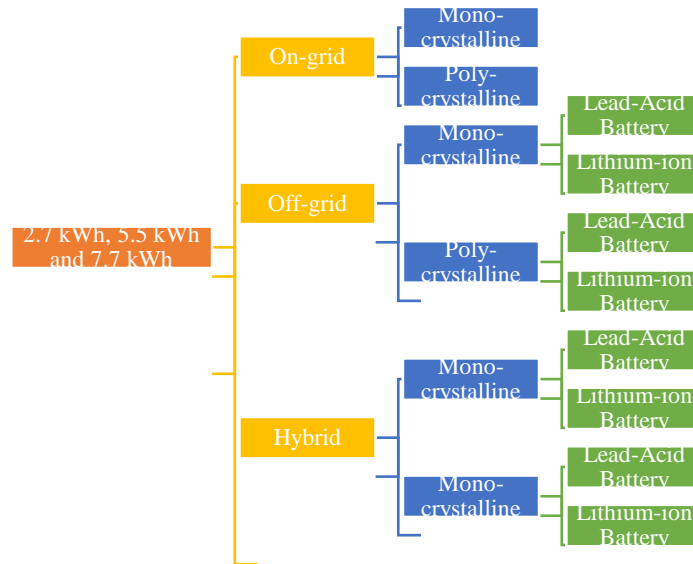 2.7 kWh, 5.5 kWh
and 7.7 kWh
On-grid
Mono-
crystalline
Poly-
crystalline
Off-grid
Mono-
crystalline
Lead-Acid
Battery
Lithium-ion
Battery
Poly-
crystalline
Lead-Acid
Battery
Lithium-ion
Battery
Hybrid
Mono-
crystalline
Lead-Acid
Battery
Lithium-ion
Battery
Mono-
crystalline
Lead-Acid
Battery
Lithium-ion
Battery